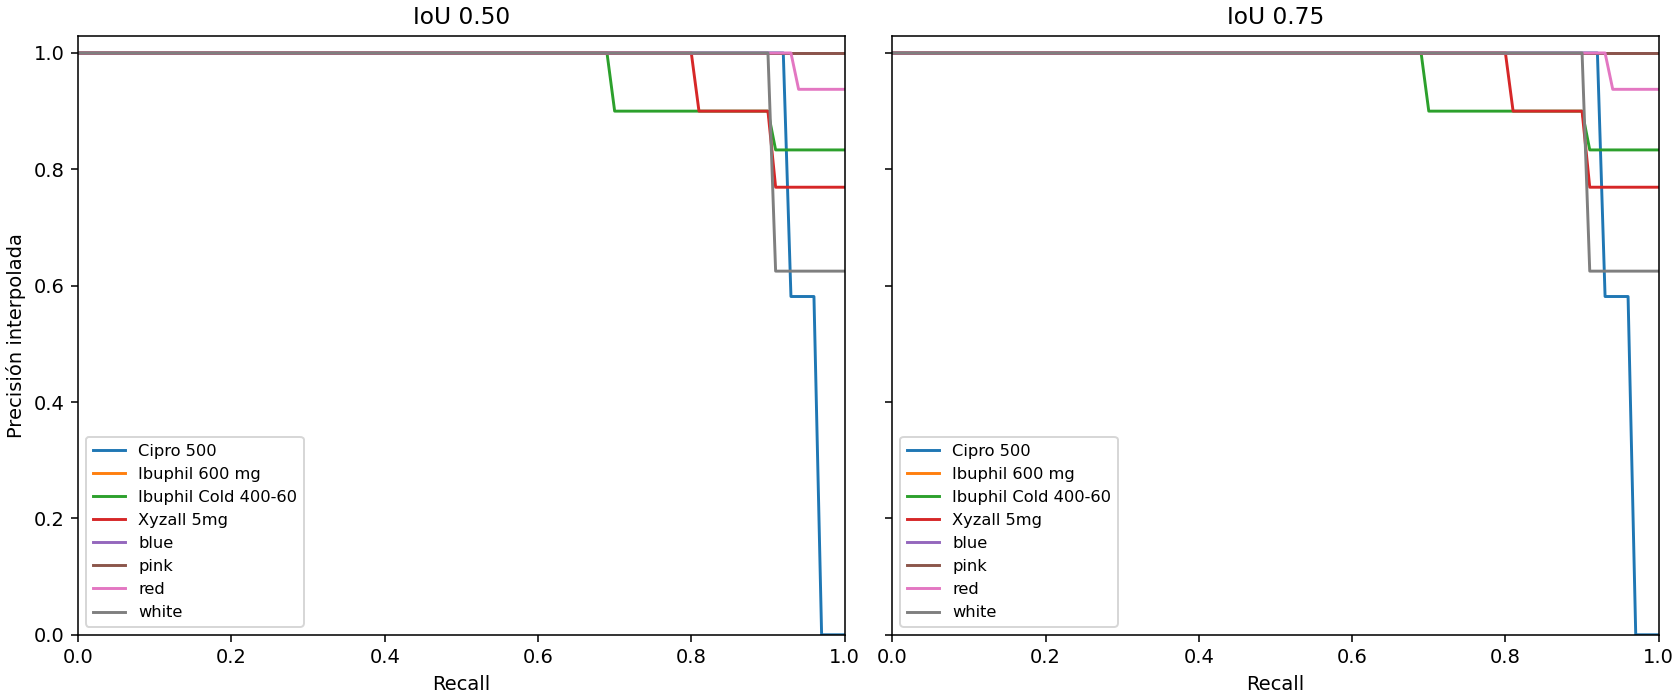 IoU 0.50
1.0
0.8
0.6
0.4
0.2
0.0
Precisión interpolada
Cipro 500
Ibuphil 600 mg
Ibuphil Cold 400-60
Xyzall 5mg
blue
pink
red
white
0.0 0.2 0.4 0.6 0.8 1.0
Recall
IoU 0.75
Cipro 500
Ibuphil 600 mg
Ibuphil Cold 400-60
Xyzall 5mg
blue
pink
red
white
0.0 0.2 0.4 0.6 0.8 1.0
Recall